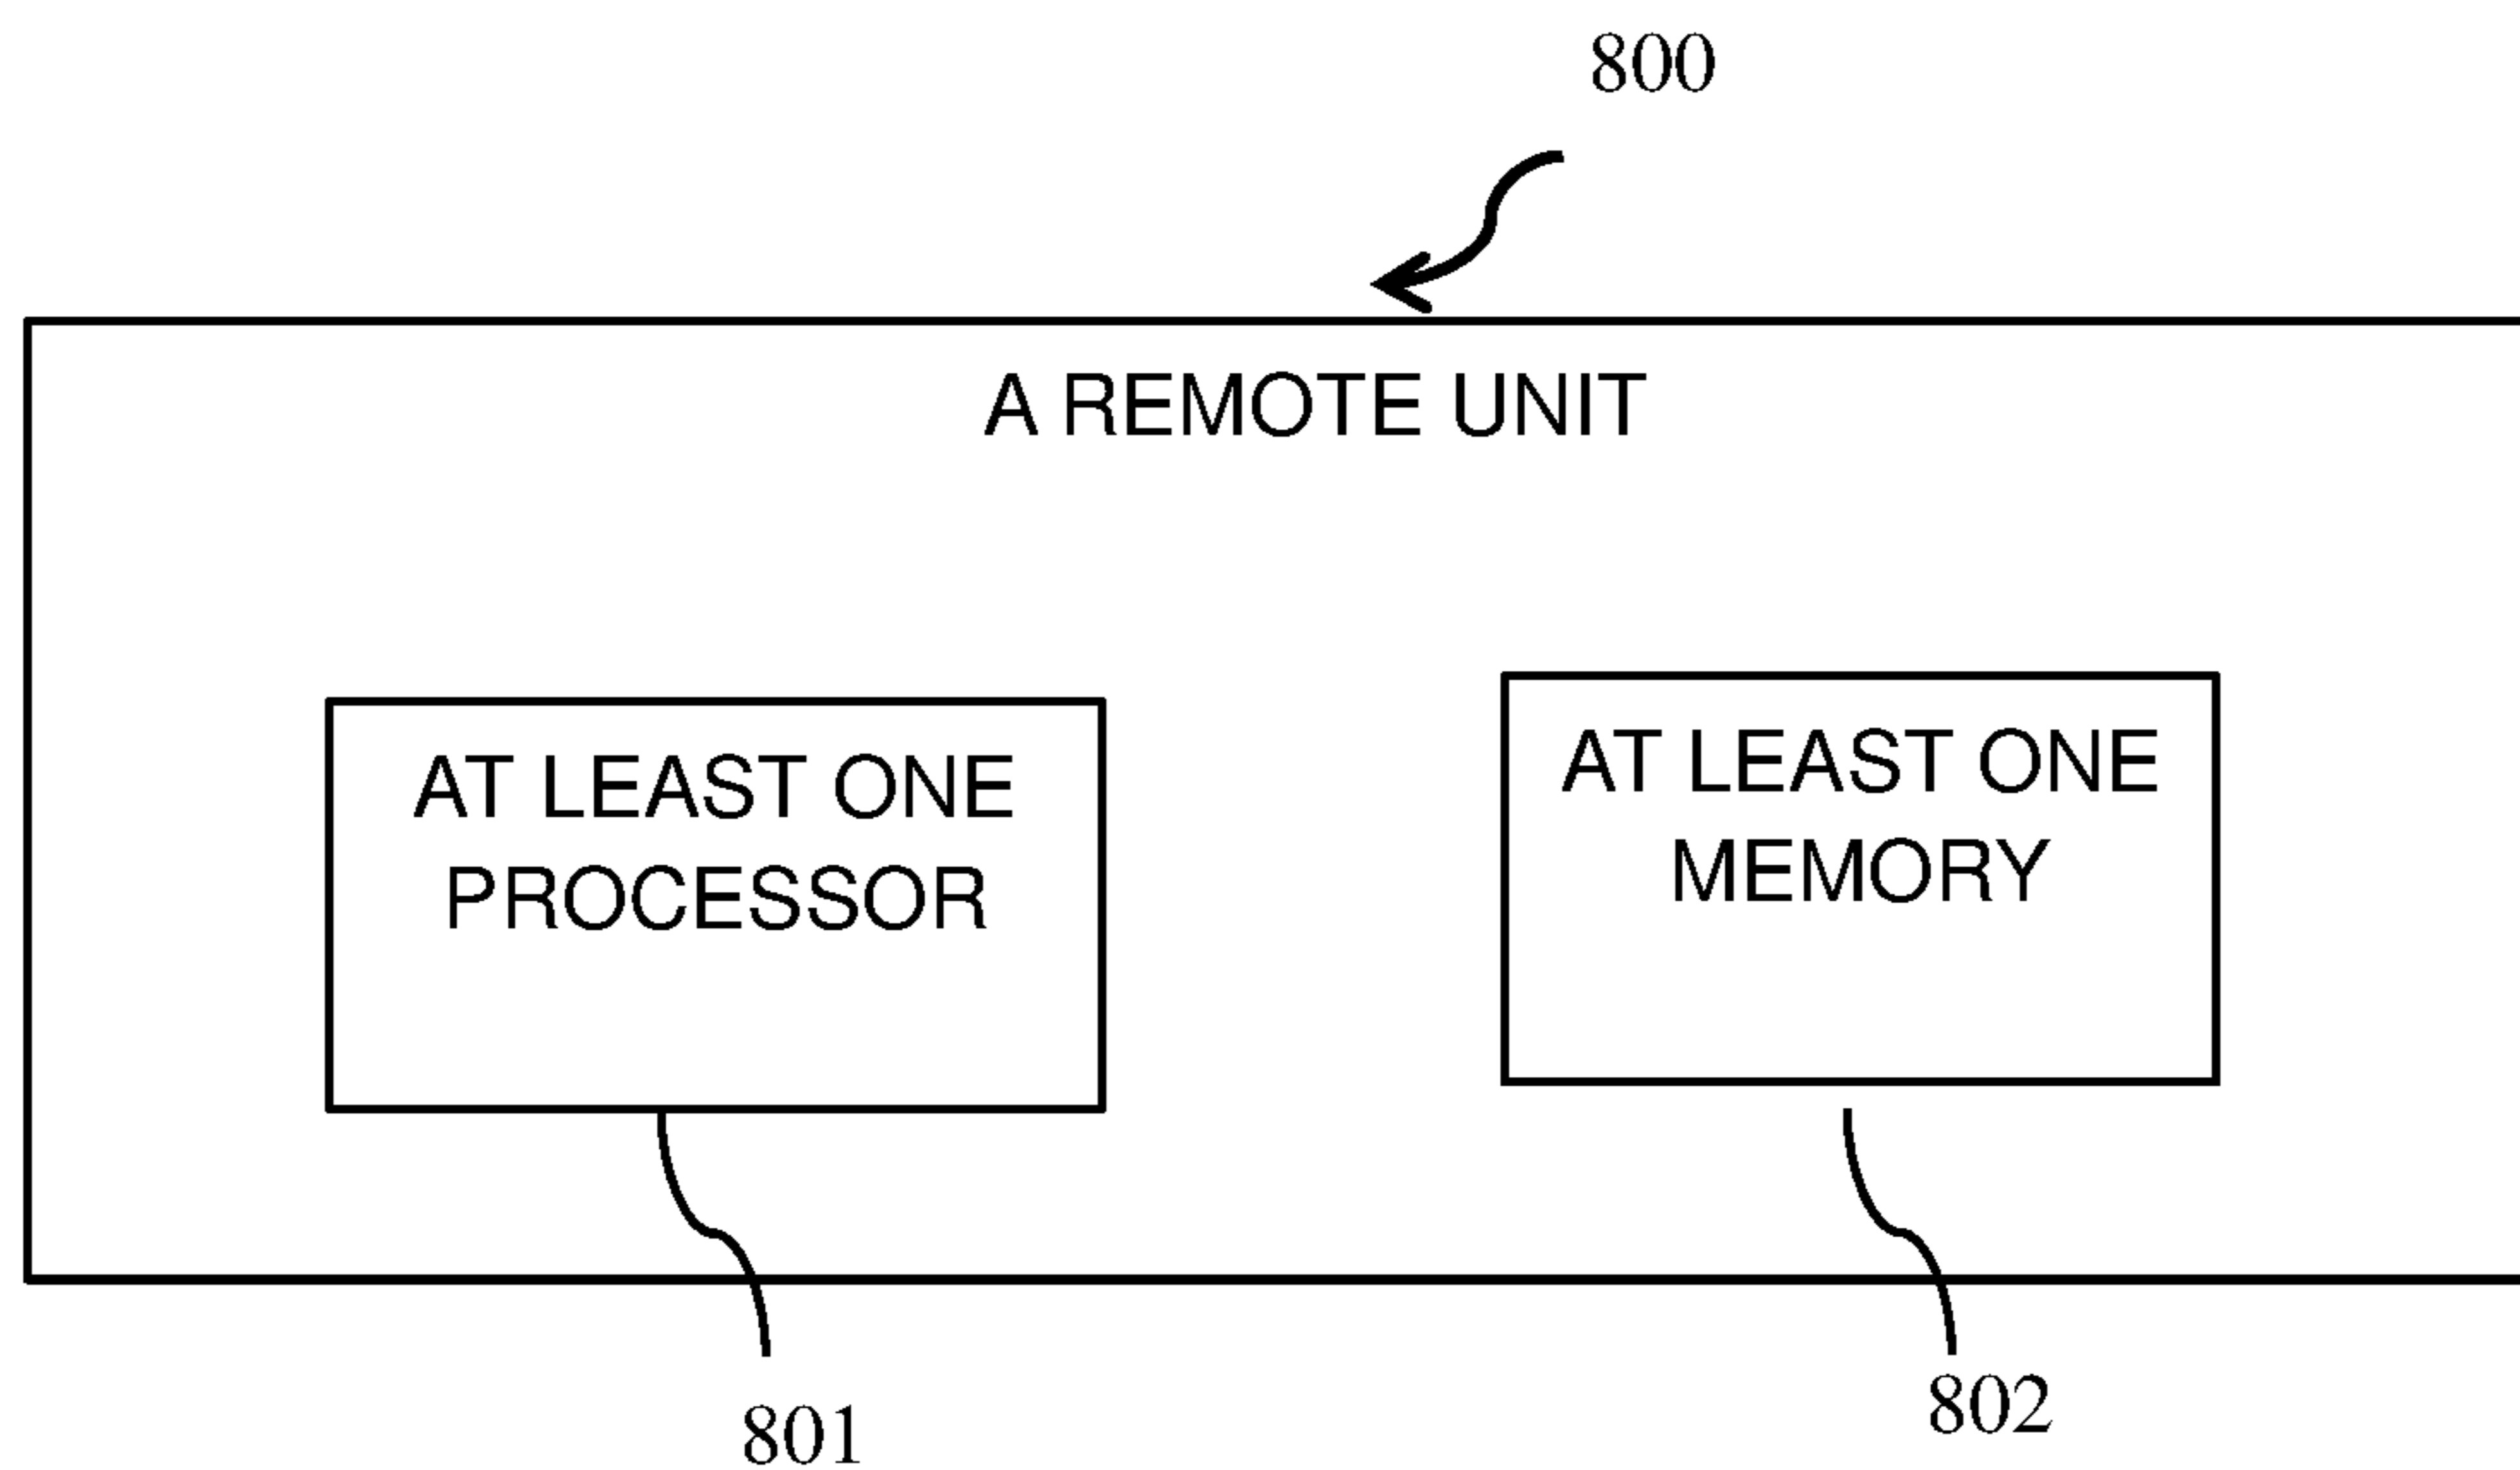 800
A REMOTE UNIT
AT LEAST ONE
PROCESSOR
AT LEAST ONE
MEMORY
801
802